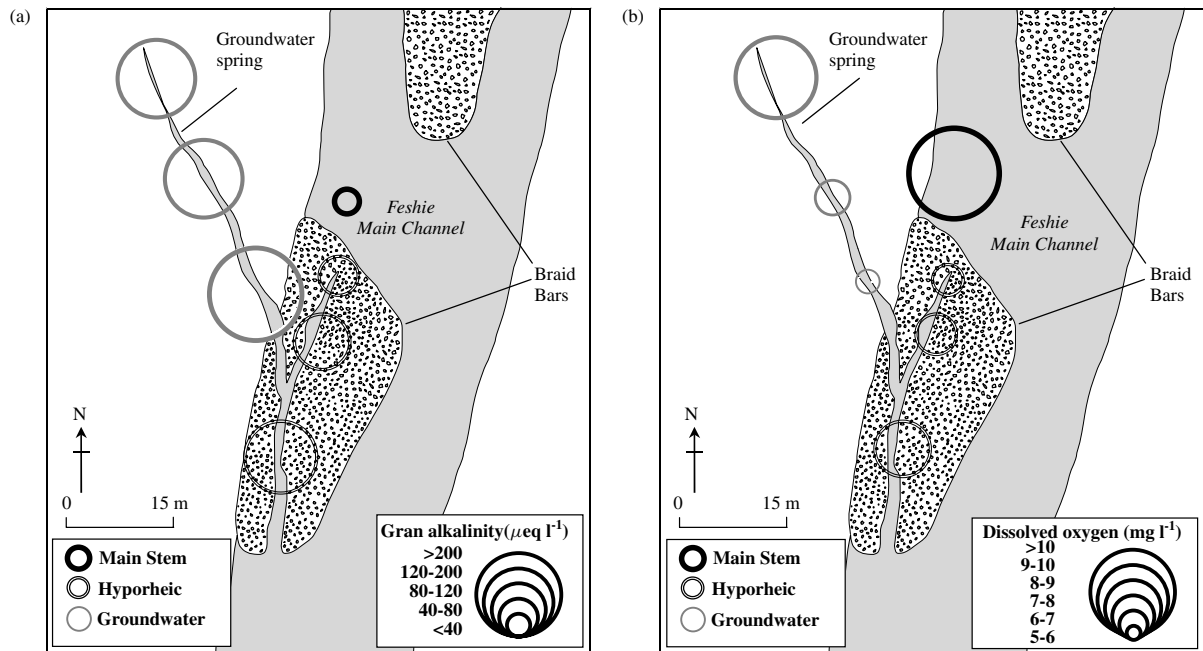 (a)
Groundwater
spring
Feshie
Main Channel
Braid
Bars
N
0 15 m
Main Stem
Hyporheic
Groundwater
Gran alkalinity(μeq l⁻¹)
>200
120-200
80-120
40-80
<40
(b)
Groundwater
spring
Feshie
Main Channel
Braid
Bars
N
0 15 m
Main Stem
Hyporheic
Groundwater
Dissolved oxygen (mg l⁻¹)
>10
9-10
8-9
7-8
6-7
5-6